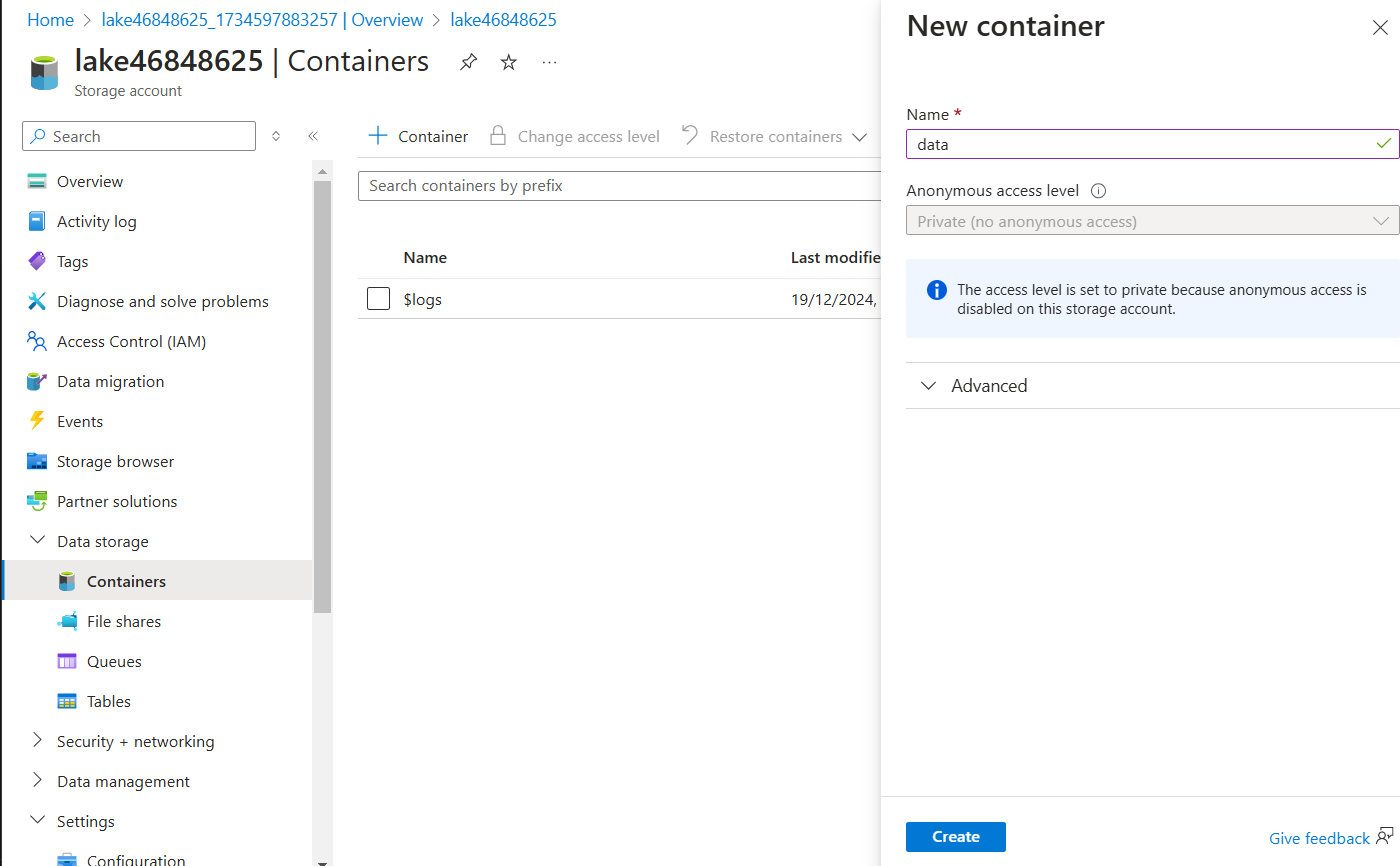 Home > lake46848625_1734597883257 | Overview > lake46848625
lake46848625 | Containers
Storage account
Search
Overview
Activity log
Tags
Diagnose and solve problems
Access Control (IAM)
Data migration
Events
Storage browser
Partner solutions
Data storage
Containers
File shares
Queues
Tables
Security + networking
Data management
Settings
Configuration
Container Change access level Restore containers
Search containers by prefix
Name Last modifie
$logs 19/12/2024,
New container
Name *
data
Anonymous access level
Private (no anonymous access)
The access level is set to private because anonymous access is
disabled on this storage account.
Advanced
Create
Give feedback